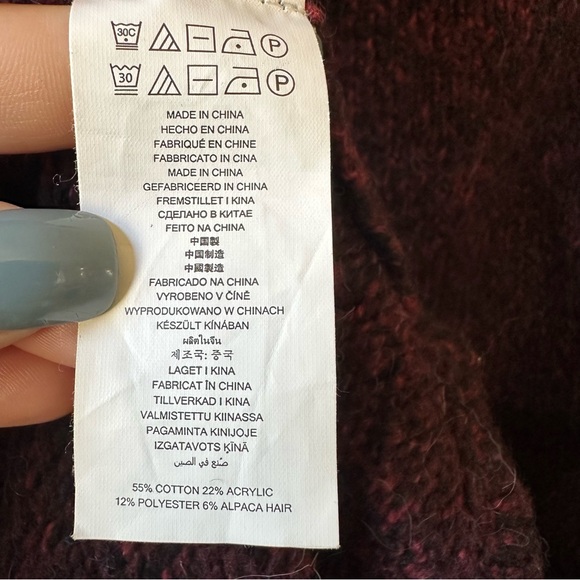 30C P
30 P
MADE IN CHINA
HECHO EN CHINA
FABRIQUÉ EN CHINE
FABBRICATO IN CINA
MADE IN CHINA
GEFABRICEERD IN CHINA
FREMSTILLET I KINA
СДЕЛАНО В КИТАЕ
FEITO NA CHINA
中国製
中国制造
中國製造
FABRICADO NA CHINA
VYROBENO V ČÍNĚ
WYPRODUKOWANO W CHINACH
KÉSZÜLT KÍNÁBAN
ผลิตในจีน
제조국: 중국
LAGET I KINA
FABRICAT ÎN CHINA
TILLVERKAD I KINA
VALMISTETTU KIINASSA
PAGAMINTA KINIJOJE
IZGATAVOTS ĶĪNĀ
صنع في الصين
55% COTTON 22% ACRYLIC
12% POLYESTER 6% ALPACA HAIR